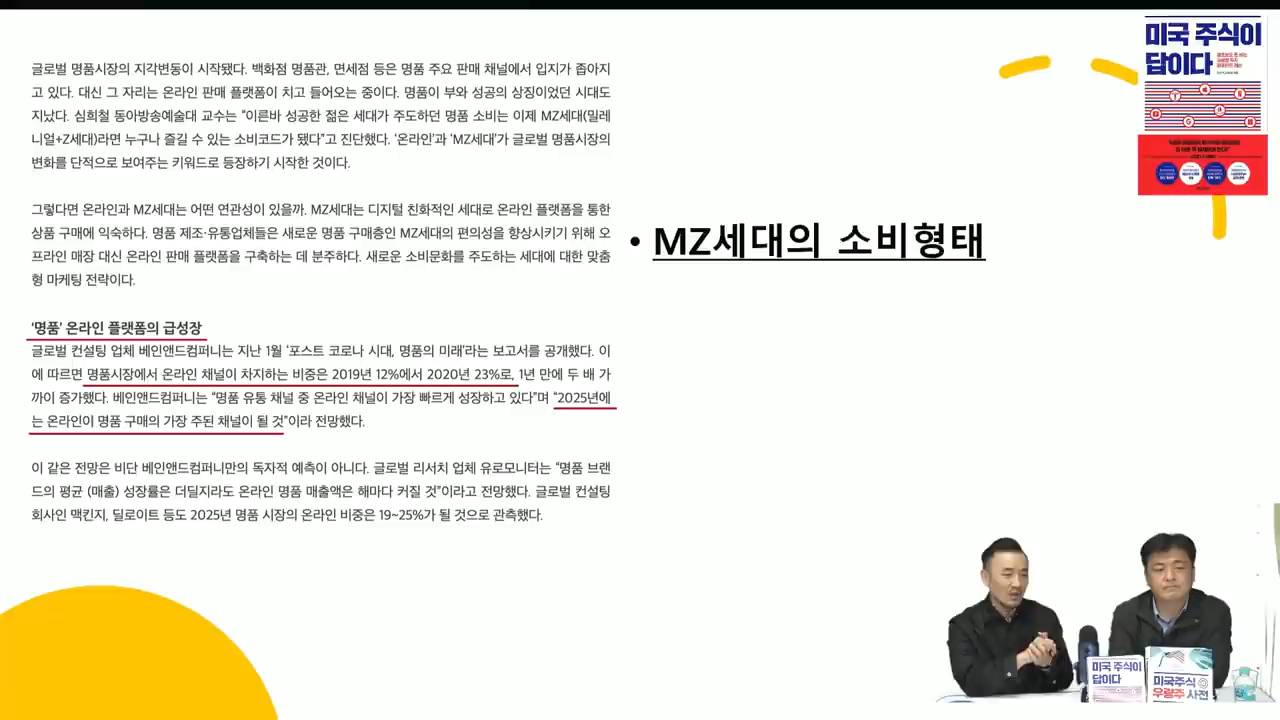 글로벌 명품시장의 지각변동이 시작됐다. 백화점 명품관, 면세점 등은 명품 주요 판매 채널에서 입지가 좁아지
고 있다. 대신 그 자리는 온라인 판매 플랫폼이 치고 들어오는 중이다. 명품이 부와 성공의 상징이었던 시대도
지났다. 심희철 동아방송예술대 교수는 “이른바 성공한 젊은 세대가 주도하던 명품 소비는 이제 MZ세대(밀레
니얼+Z세대)라면 누구나 즐길 수 있는 소비코드가 됐다”고 진단했다. ‘온라인’과 ‘MZ세대’가 글로벌 명품시장의
변화를 단적으로 보여주는 키워드로 등장하기 시작한 것이다.
그렇다면 온라인과 MZ세대는 어떤 연관성이 있을까. MZ세대는 디지털 친화적인 세대로 온라인 플랫폼을 통한
상품 구매에 익숙하다. 명품 제조·유통업체들은 새로운 명품 구매층인 MZ세대의 편의성을 향상시키기 위해 오
프라인 매장 대신 온라인 판매 플랫폼을 구축하는 데 분주하다. 새로운 소비문화를 주도하는 세대에 대한 맞춤
형 마케팅 전략이다.
‘명품’ 온라인 플랫폼의 급성장
글로벌 컨설팅 업체 베인앤드컴퍼니는 지난 1월 ‘포스트 코로나 시대, 명품의 미래’라는 보고서를 공개했다. 이
에 따르면 명품시장에서 온라인 채널이 차지하는 비중은 2019년 12%에서 2020년 23%로, 1년 만에 두 배 가
까이 증가했다. 베인앤드컴퍼니는 “명품 유통 채널 중 온라인 채널이 가장 빠르게 성장하고 있다”며 “2025년에
는 온라인이 명품 구매의 가장 주된 채널이 될 것”이라 전망했다.
이 같은 전망은 비단 베인앤드컴퍼니만의 독자적 예측이 아니다. 글로벌 리서치 업체 유로모니터는 “명품 브랜
드의 평균 (매출) 성장률은 더딜지라도 온라인 명품 매출액은 해마다 커질 것”이라고 전망했다. 글로벌 컨설팅
회사인 맥킨지, 딜로이트 등도 2025년 명품 시장의 온라인 비중은 19~25%가 될 것으로 관측했다.
• MZ세대의 소비형태
미국 주식이
답이다
미국 주식이
답이다
미국주식
우량주 사전